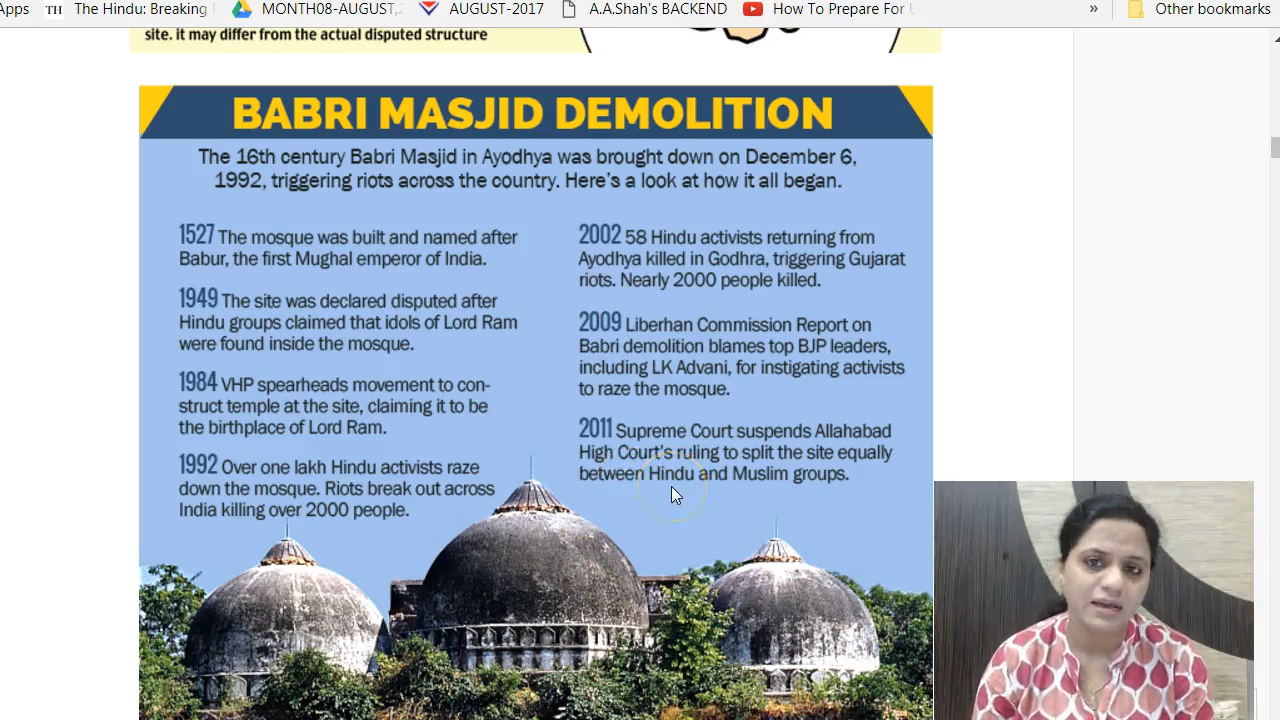 Apps TH The Hindu: Breaking MONTH08-AUGUST, AUGUST-2017 A.A.Shah's BACKEND How To Prepare For » Other bookmarks
site. it may differ from the actual disputed structure
BABRI MASJID DEMOLITION
The 16th century Babri Masjid in Ayodhya was brought down on December 6,
1992, triggering riots across the country. Here's a look at how it all began.
1527 The mosque was built and named after
Babur, the first Mughal emperor of India.
1949 The site was declared disputed after
Hindu groups claimed that idols of Lord Ram
were found inside the mosque.
1984 VHP spearheads movement to con-
struct temple at the site, claiming it to be
the birthplace of Lord Ram.
1992 Over one lakh Hindu activists raze
down the mosque. Riots break out across
India killing over 2000 people.
2002 58 Hindu activists returning from
Ayodhya killed in Godhra, triggering Gujarat
riots. Nearly 2000 people killed.
2009 Liberhan Commission Report on
Babri demolition blames top BJP leaders,
including LK Advani, for instigating activists
to raze the mosque.
2011 Supreme Court suspends Allahabad
High Court's ruling to split the site equally
between Hindu and Muslim groups.